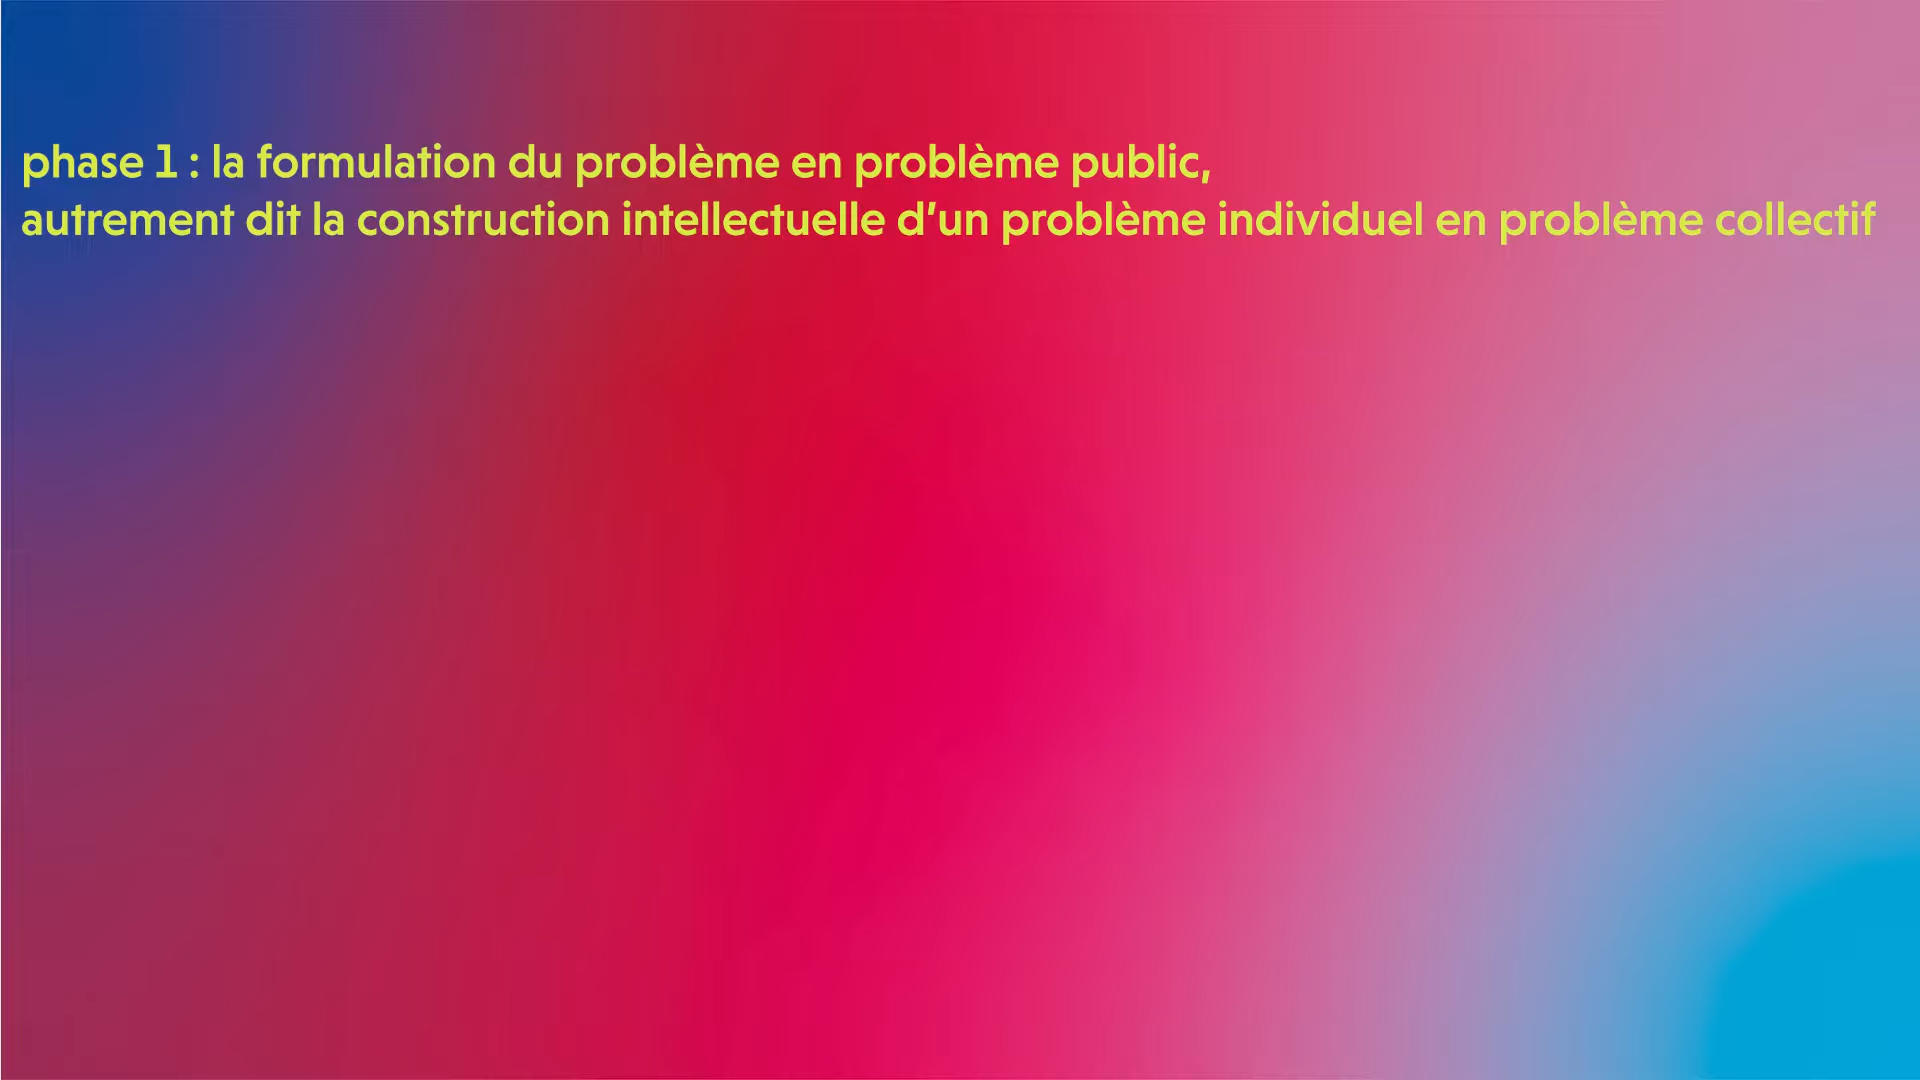 phase 1 : la formulation du problème en problème public,
autrement dit la construction intellectuelle d’un problème individuel en problème collectif